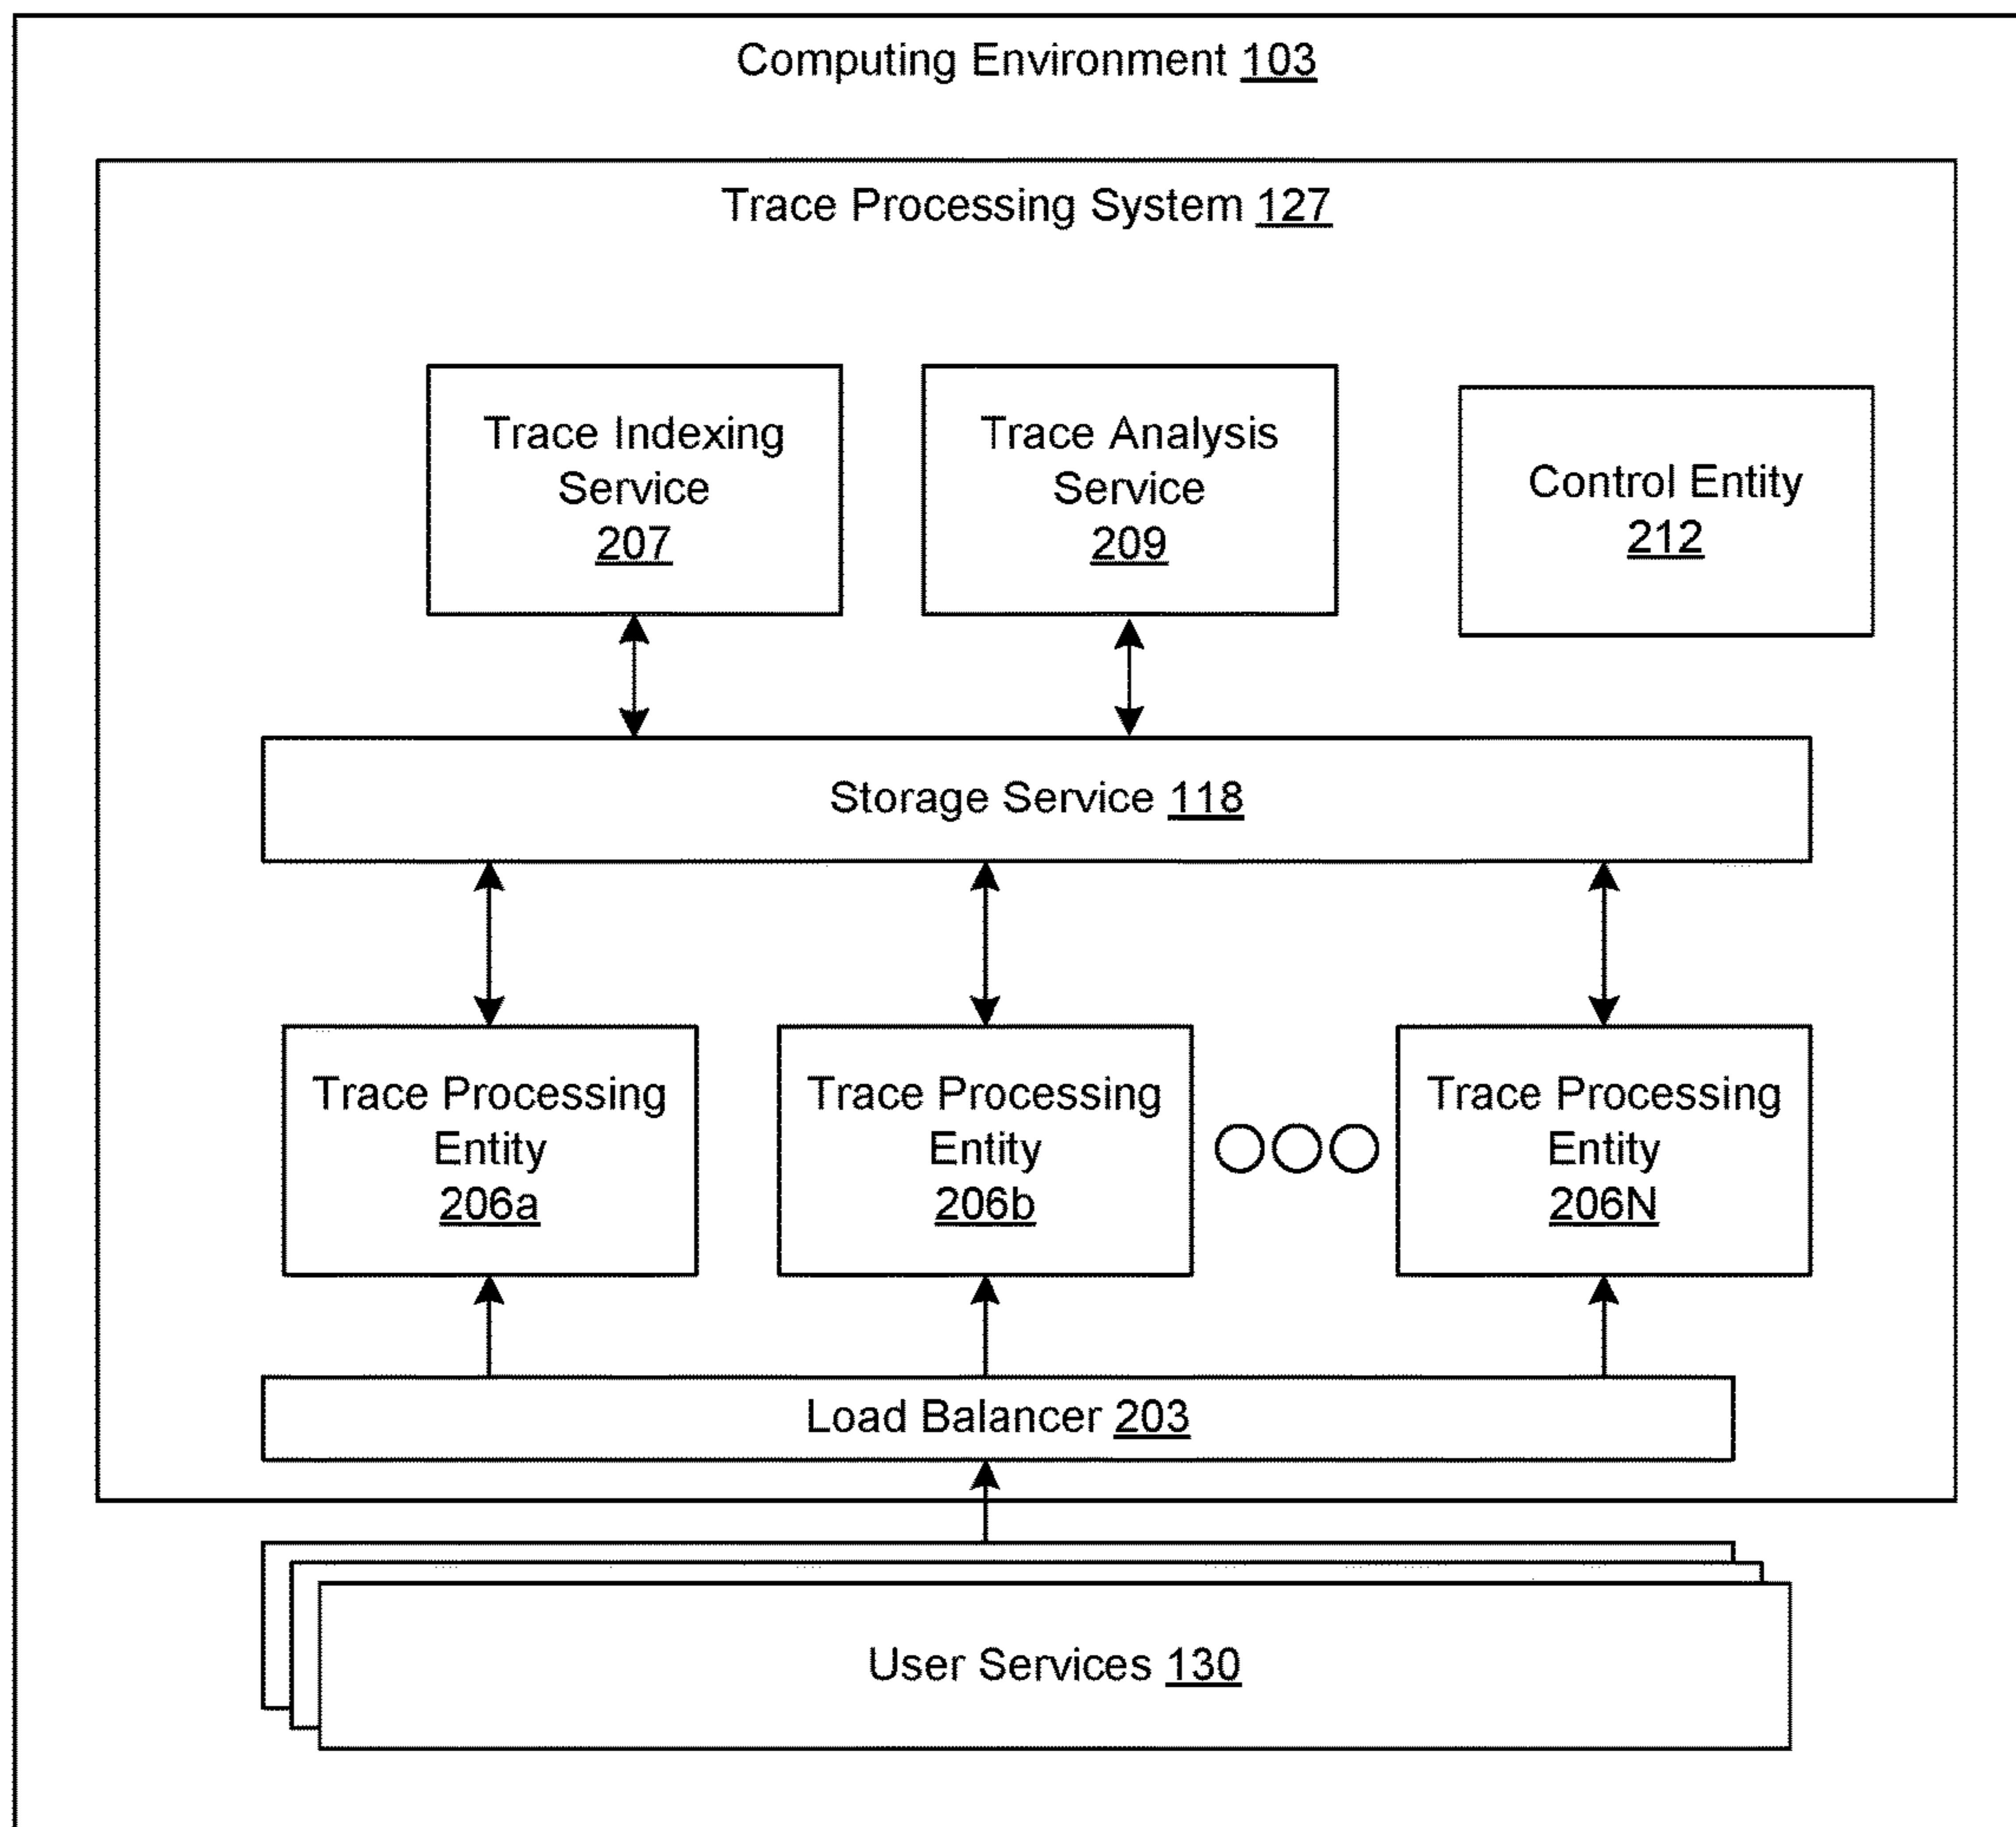 Computing Environment 103
Trace Processing System 127
Trace Indexing
Service
207
Trace Analysis
Service
209
Control Entity
212
Storage Service 118
Trace Processing
Entity
206a
Trace Processing
Entity
206b
Trace Processing
Entity
206N
Load Balancer 203
User Services 130